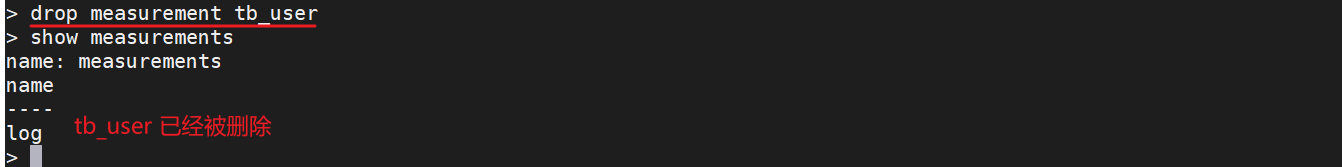 > drop measurement tb_user
> show measurements
name: measurements
name
----
log tb_user 已经被删除
>